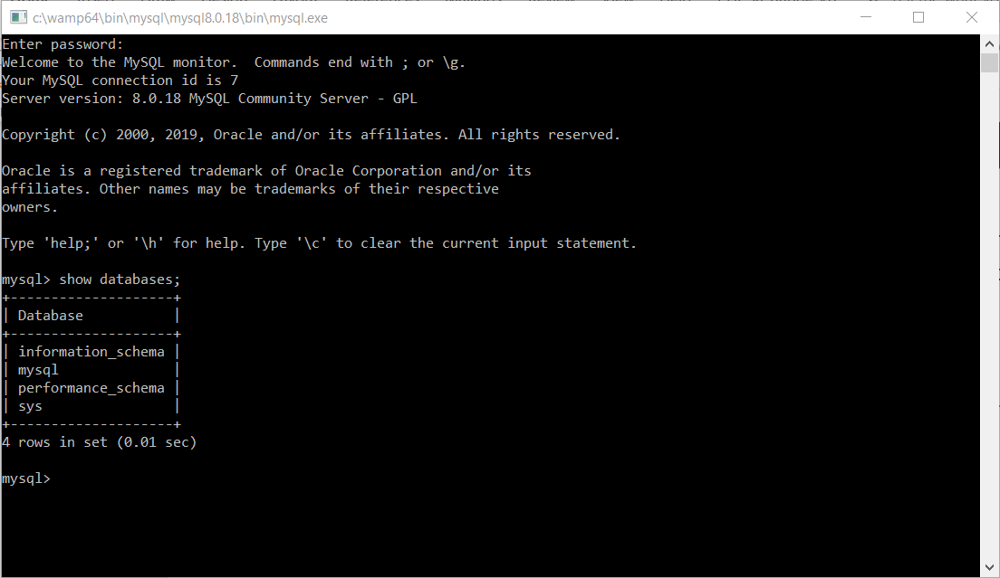 c:\wamp64\bin\mysql\mysql8.0.18\bin\mysql.exe
Enter password:
Welcome to the MySQL monitor.  Commands end with ; or \g.
Your MySQL connection id is 7
Server version: 8.0.18 MySQL Community Server - GPL

Copyright (c) 2000, 2019, Oracle and/or its affiliates. All rights reserved.

Oracle is a registered trademark of Oracle Corporation and/or its
affiliates. Other names may be trademarks of their respective
owners.

Type 'help;' or '\h' for help. Type '\c' to clear the current input statement.

mysql> show databases;
+--------------------+
| Database           |
+--------------------+
| information_schema |
| mysql              |
| performance_schema |
| sys                |
+--------------------+
4 rows in set (0.01 sec)

mysql>